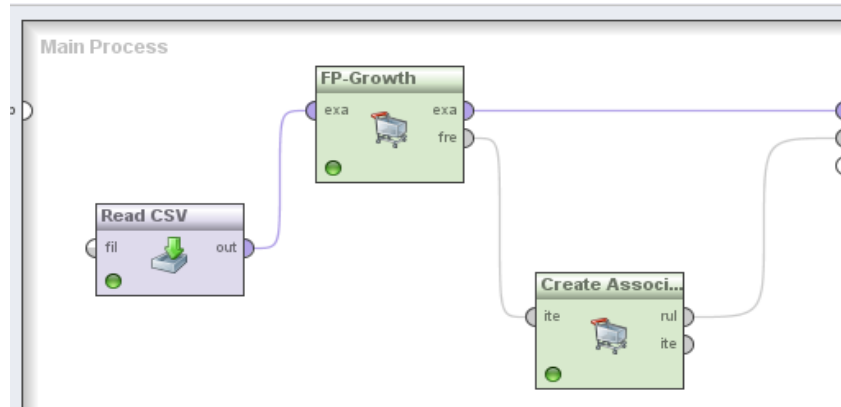 Main Process
FP-Growth
exa exa
fre
Read CSV
fil out
Create Associ...
ite rul
ite